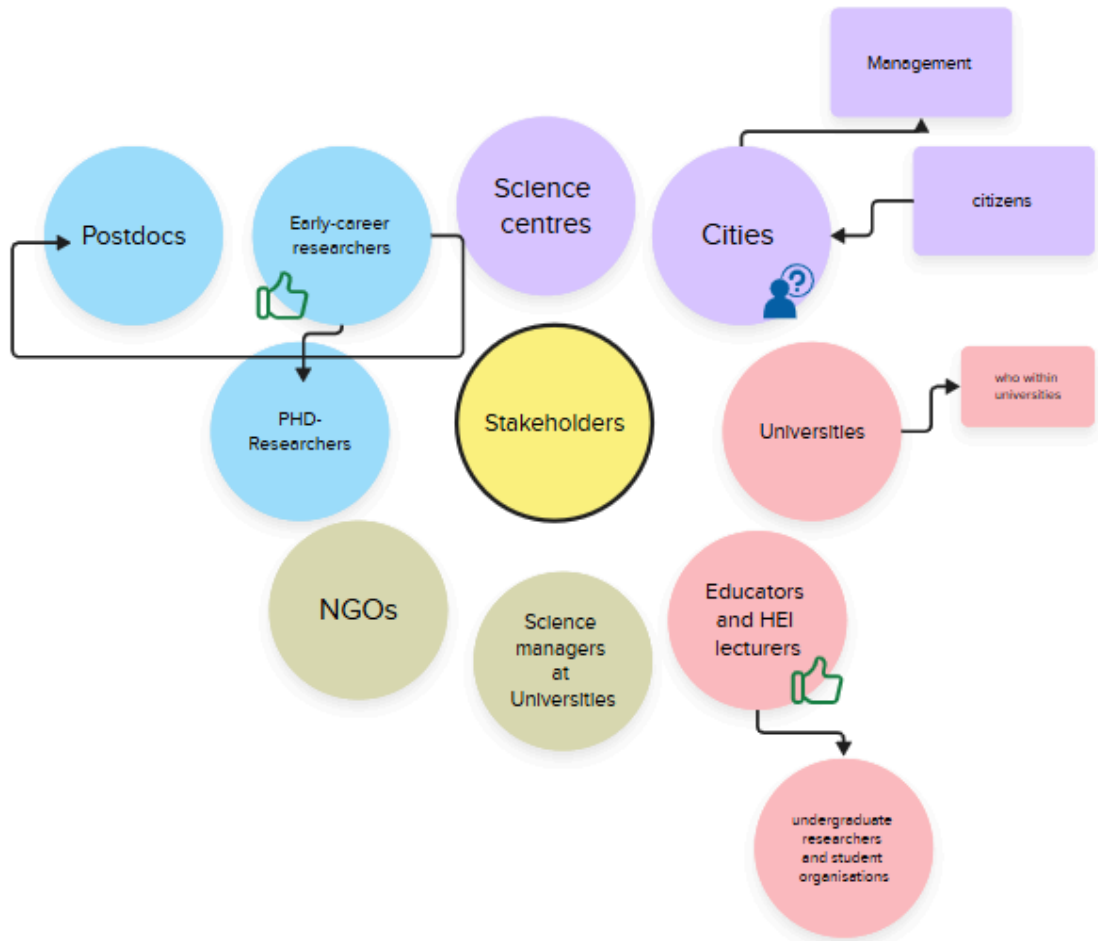 Management
citizens
Science
centres
Cities
Postdocs
Early-career
researchers
?
PHD-
Researchers
Stakeholders
Universities
who within
universities
NGOs
Science
managers
at
Universities
Educators
and HEI
lecturers
undergraduate
researchers
and student
organisations